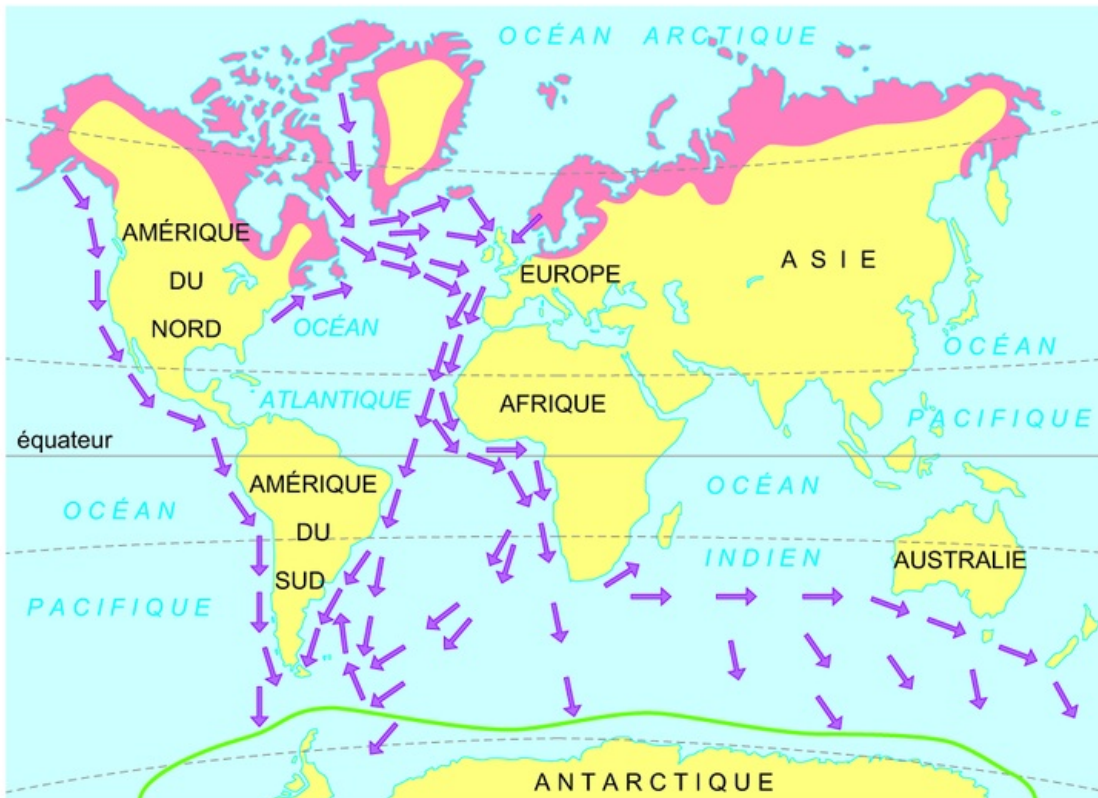 OCÉAN ARCTIQUE
AMÉRIQUE
DU
NORD
EUROPE
ASIE
OCÉAN
ATLANTIQUE
OCÉAN
PACIFIQUE
AFRIQUE
équateur
AMÉRIQUE
DU
SUD
OCÉAN
PACIFIQUE
OCÉAN
INDIEN
AUSTRALIE
ANTARCTIQUE